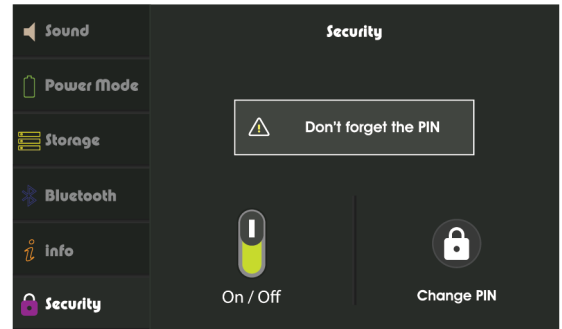 Sound
Power Mode
Storage
Bluetooth
info
Security
Security
Don't forget the PIN
On / Off
Change PIN